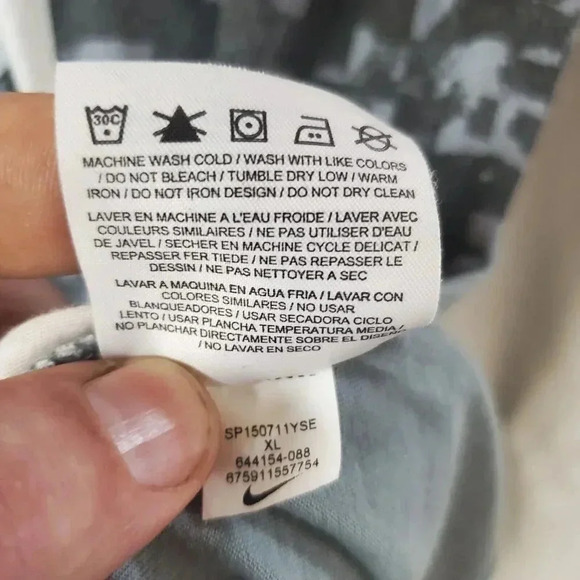 30C
MACHINE WASH COLD / WASH WITH LIKE COLORS
/ DO NOT BLEACH / TUMBLE DRY LOW / WARM
IRON / DO NOT IRON DESIGN / DO NOT DRY CLEAN
LAVER EN MACHINE A L'EAU FROIDE / LAVER AVEC
COULEURS SIMILAIRES / NE PAS UTILISER D'EAU
DE JAVEL / SECHER EN MACHINE CYCLE DELICAT /
REPASSER FER TIEDE / NE PAS REPASSER LE
DESSIN / NE PAS NETTOYER A SEC
LAVAR A MAQUINA EN AGUA FRIA / LAVAR CON
COLORES SIMILARES / NO USAR
BLANQUEADORES / USAR SECADORA CICLO
LENTO / USAR PLANCHA TEMPERATURA MEDIA /
NO PLANCHAR DIRECTAMENTE SOBRE EL DISEÑO
/ NO LAVAR EN SECO
SP150711YSE
XL
644154-088
675911557754